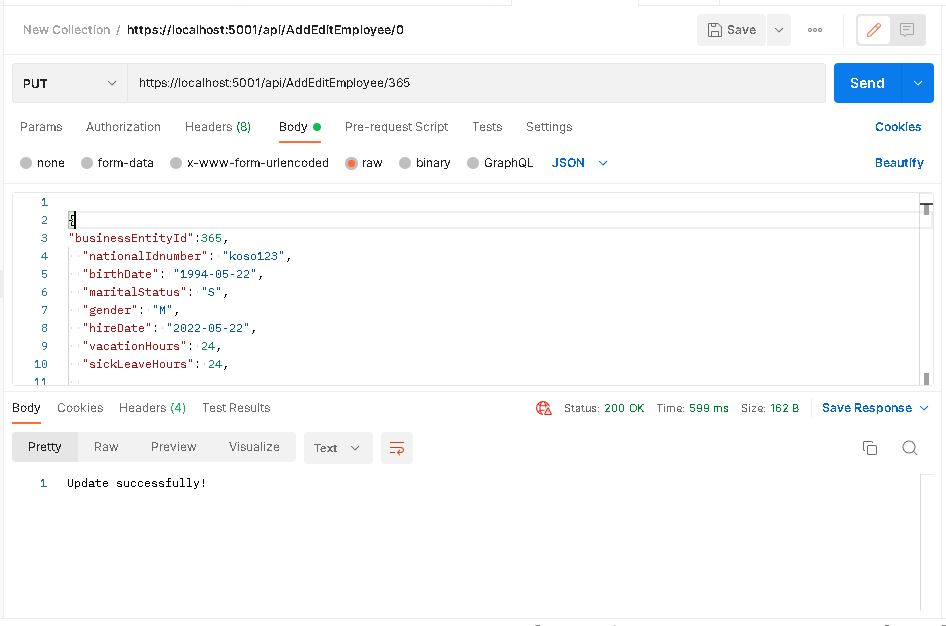 New Collection / https://localhost:5001/api/AddEditEmployee/0 Save
PUT https://localhost:5001/api/AddEditEmployee/365 Send
Params Authorization Headers (8) Body Pre-request Script Tests Settings Cookies
none form-data x-www-form-urlencoded raw binary GraphQL JSON Beautify
1
2 {
3 "businessEntityId":365,
4 "nationalIdnumber": "koso123",
5 "birthDate": "1994-05-22",
6 "maritalStatus": "S",
7 "gender": "M",
8 "hireDate": "2022-05-22",
9 "vacationHours": 24,
10 "sickLeaveHours": 24,
11
Body Cookies Headers (4) Test Results Status: 200 OK Time: 599 ms Size: 162 B Save Response
Pretty Raw Preview Visualize Text
1 Update successfully!